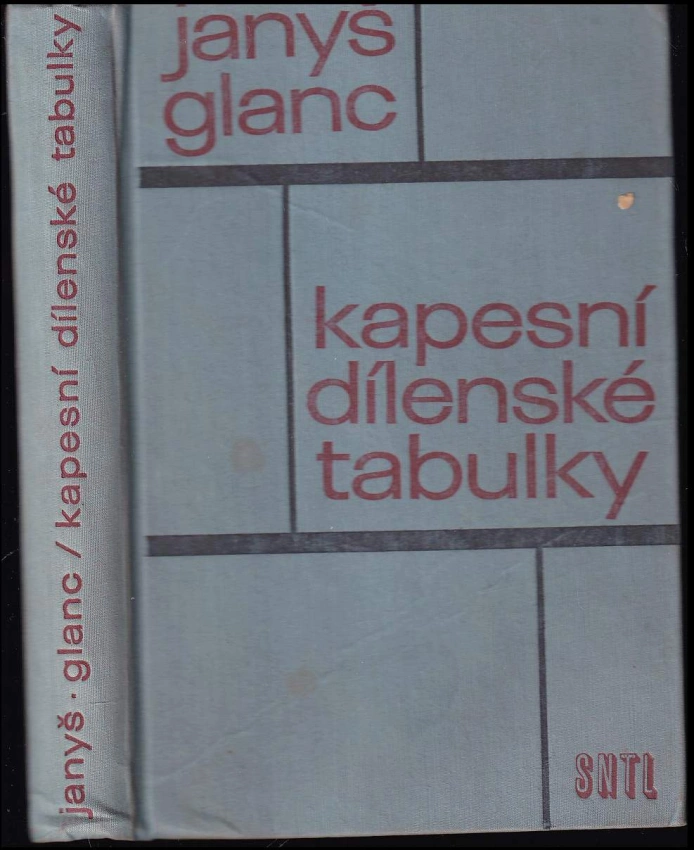 janyš · glanc / kapesní dílenské tabulky
janyš
glanc
kapesní
dílenské
tabulky
SNTL